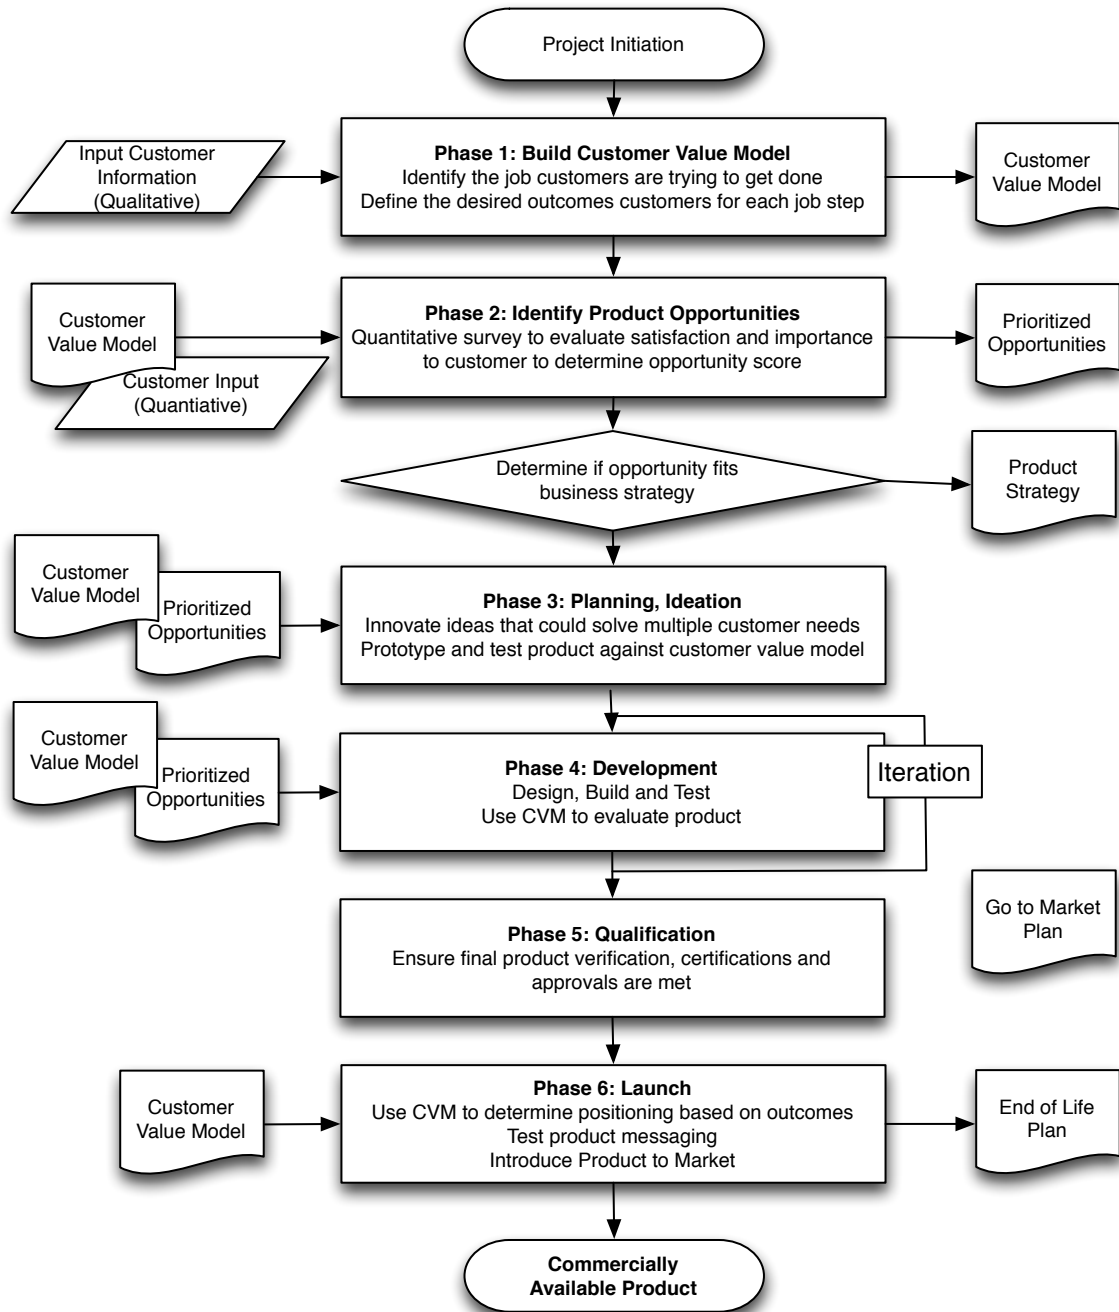 Project Initiation
Input Customer
Information
(Qualitative)
Phase 1: Build Customer Value Model
Identify the job customers are trying to get done
Define the desired outcomes customers for each job step
Customer
Value Model
Customer
Value Model
Customer Input
(Quantiative)
Phase 2: Identify Product Opportunities
Quantitative survey to evaluate satisfaction and importance
to customer to determine opportunity score
Prioritized
Opportunities
Determine if opportunity fits
business strategy
Product
Strategy
Customer
Value Model
Prioritized
Opportunities
Phase 3: Planning, Ideation
Innovate ideas that could solve multiple customer needs
Prototype and test product against customer value model
Customer
Value Model
Prioritized
Opportunities
Phase 4: Development
Design, Build and Test
Use CVM to evaluate product
Iteration
Phase 5: Qualification
Ensure final product verification, certifications and
approvals are met
Go to Market
Plan
Customer
Value Model
Phase 6: Launch
Use CVM to determine positioning based on outcomes
Test product messaging
Introduce Product to Market
End of Life
Plan
Commercially
Available Product